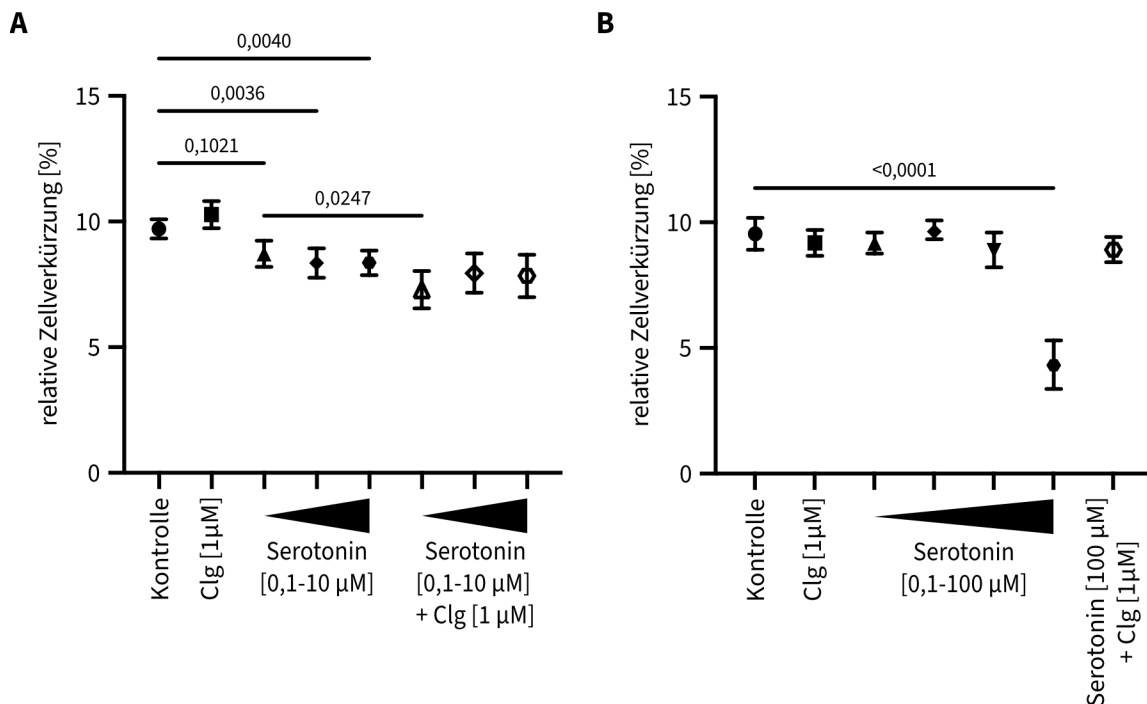 A
0,0040
0,0036
0,1021
0,0247
relative Zellverkürzung [%]
15
10
5
0
Kontrolle
Clg [1µM]
Serotonin
[0,1-10 µM]
Serotonin
[0,1-10 µM]
+ Clg [1 µM]
B
<0,0001
relative Zellverkürzung [%]
15
10
5
0
Kontrolle
Clg [1µM]
Serotonin
[0,1-100 µM]
Serotonin [100 µM]
+ Clg [1µM]